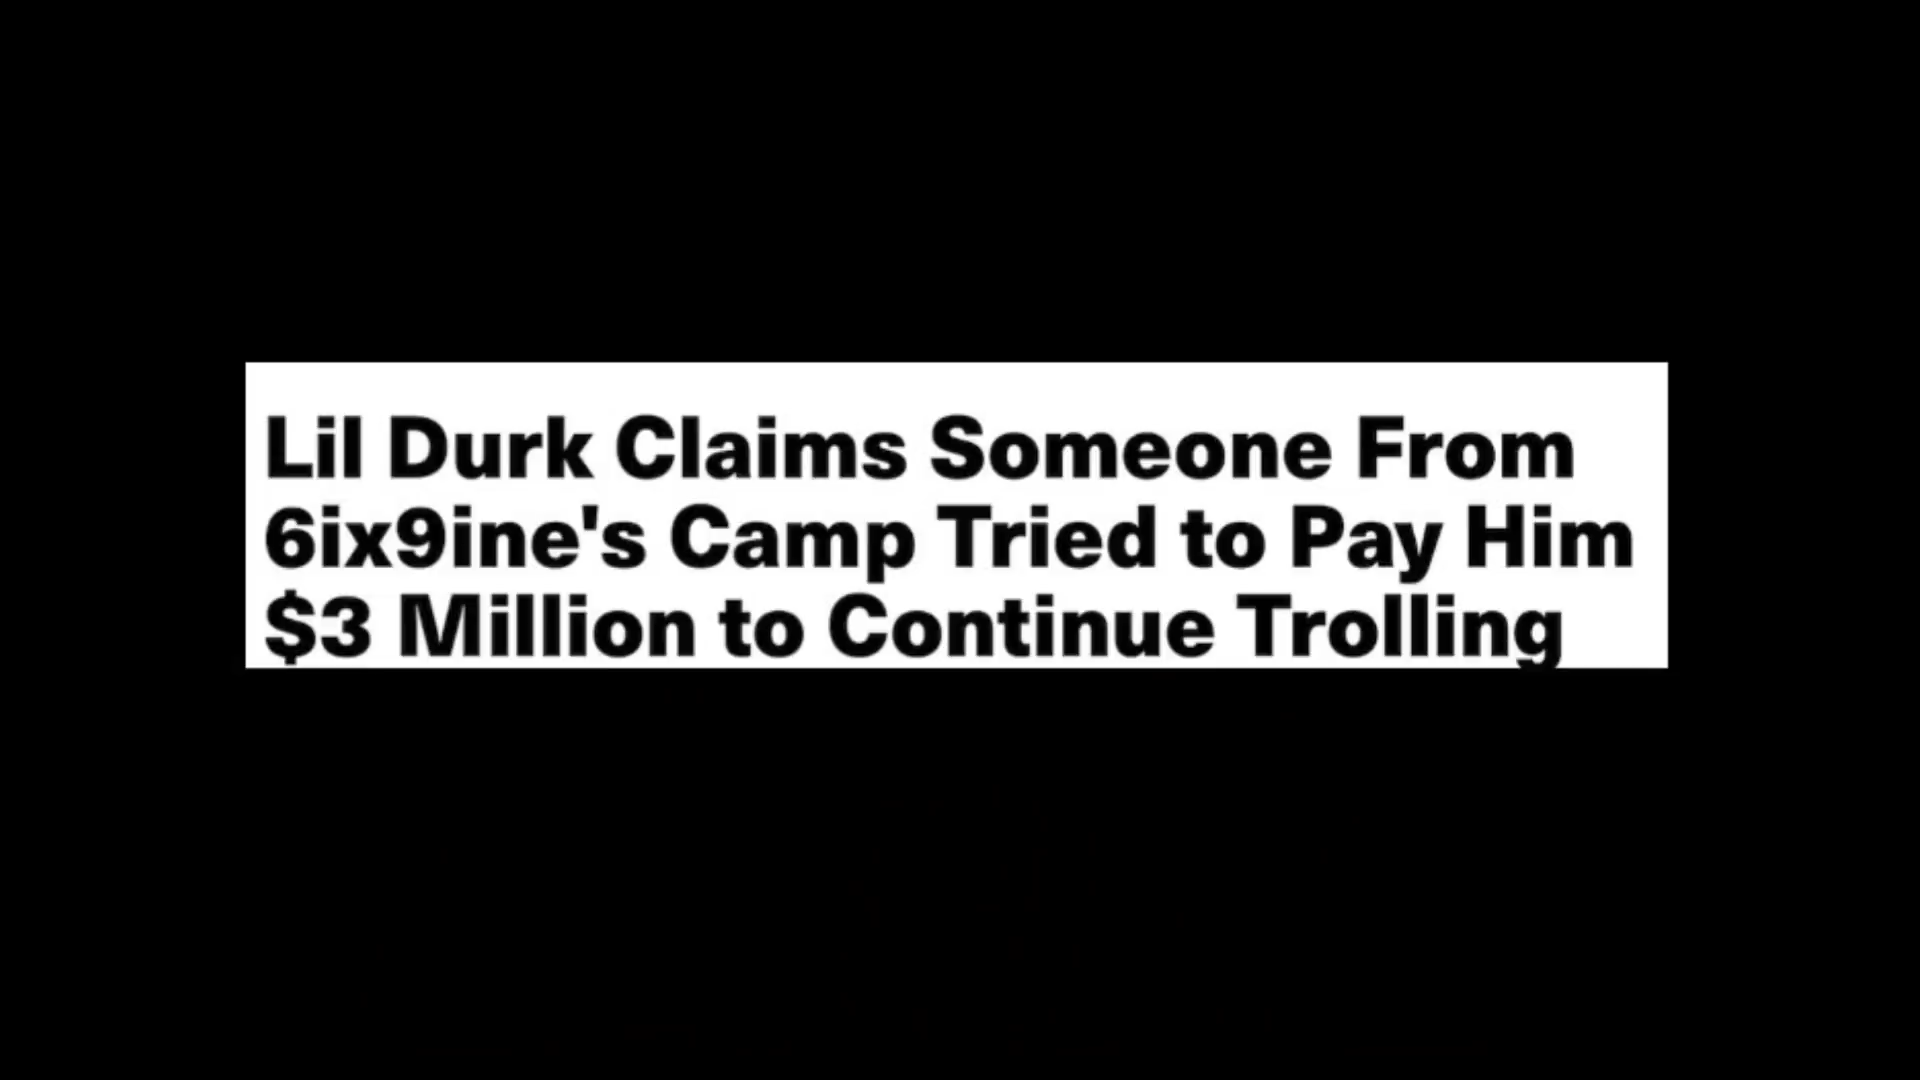 Lil Durk Claims Someone From
6ix9ine's Camp Tried to Pay Him
$3 Million to Continue Trolling